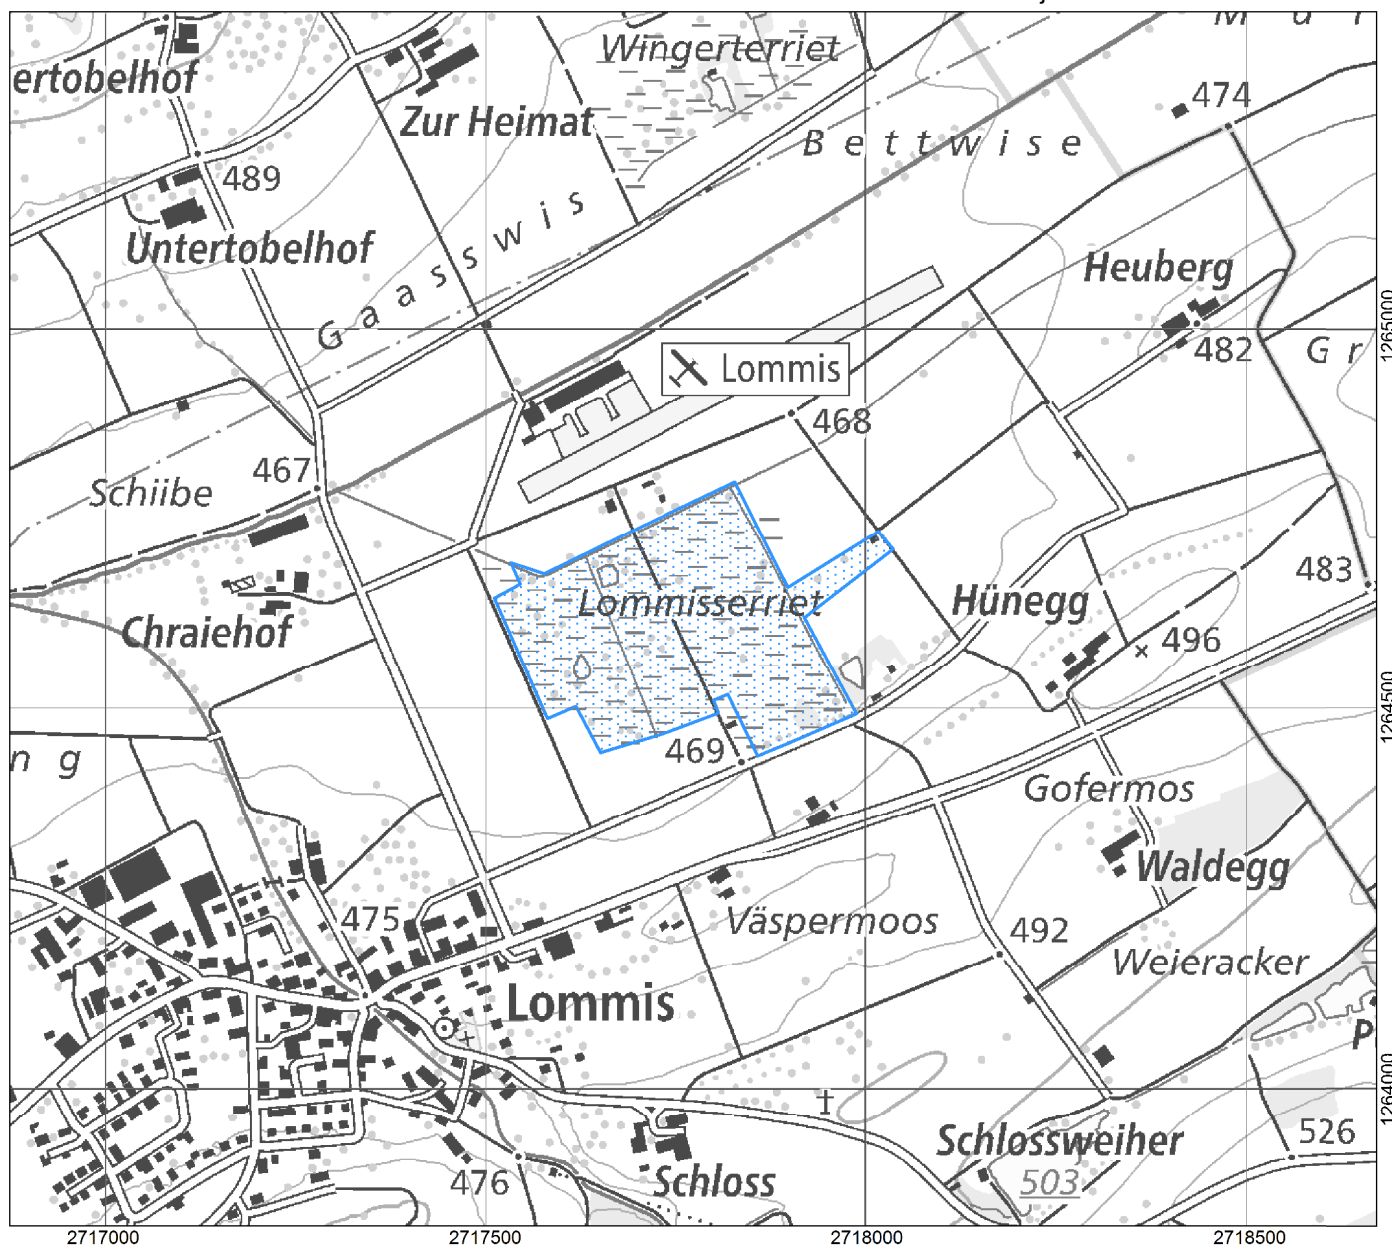 Wingerterriet
ertobelhof
474
Zur Heimat
Bettwise
489
Untertobelhof
Gaasswis
Heuberg
1265000
482
Gr
Lommis
468
467
Schiibe
483
Lommisserriet
Hünegg
Chraiehof
496
1264500
469
ng
Gofermos
Waldegg
475
Väspermoos
492
Weieracker
Lommis
P
1264000
526
Schlossweiher
476
Schloss
503
2717000
2717500
2718000
2718500